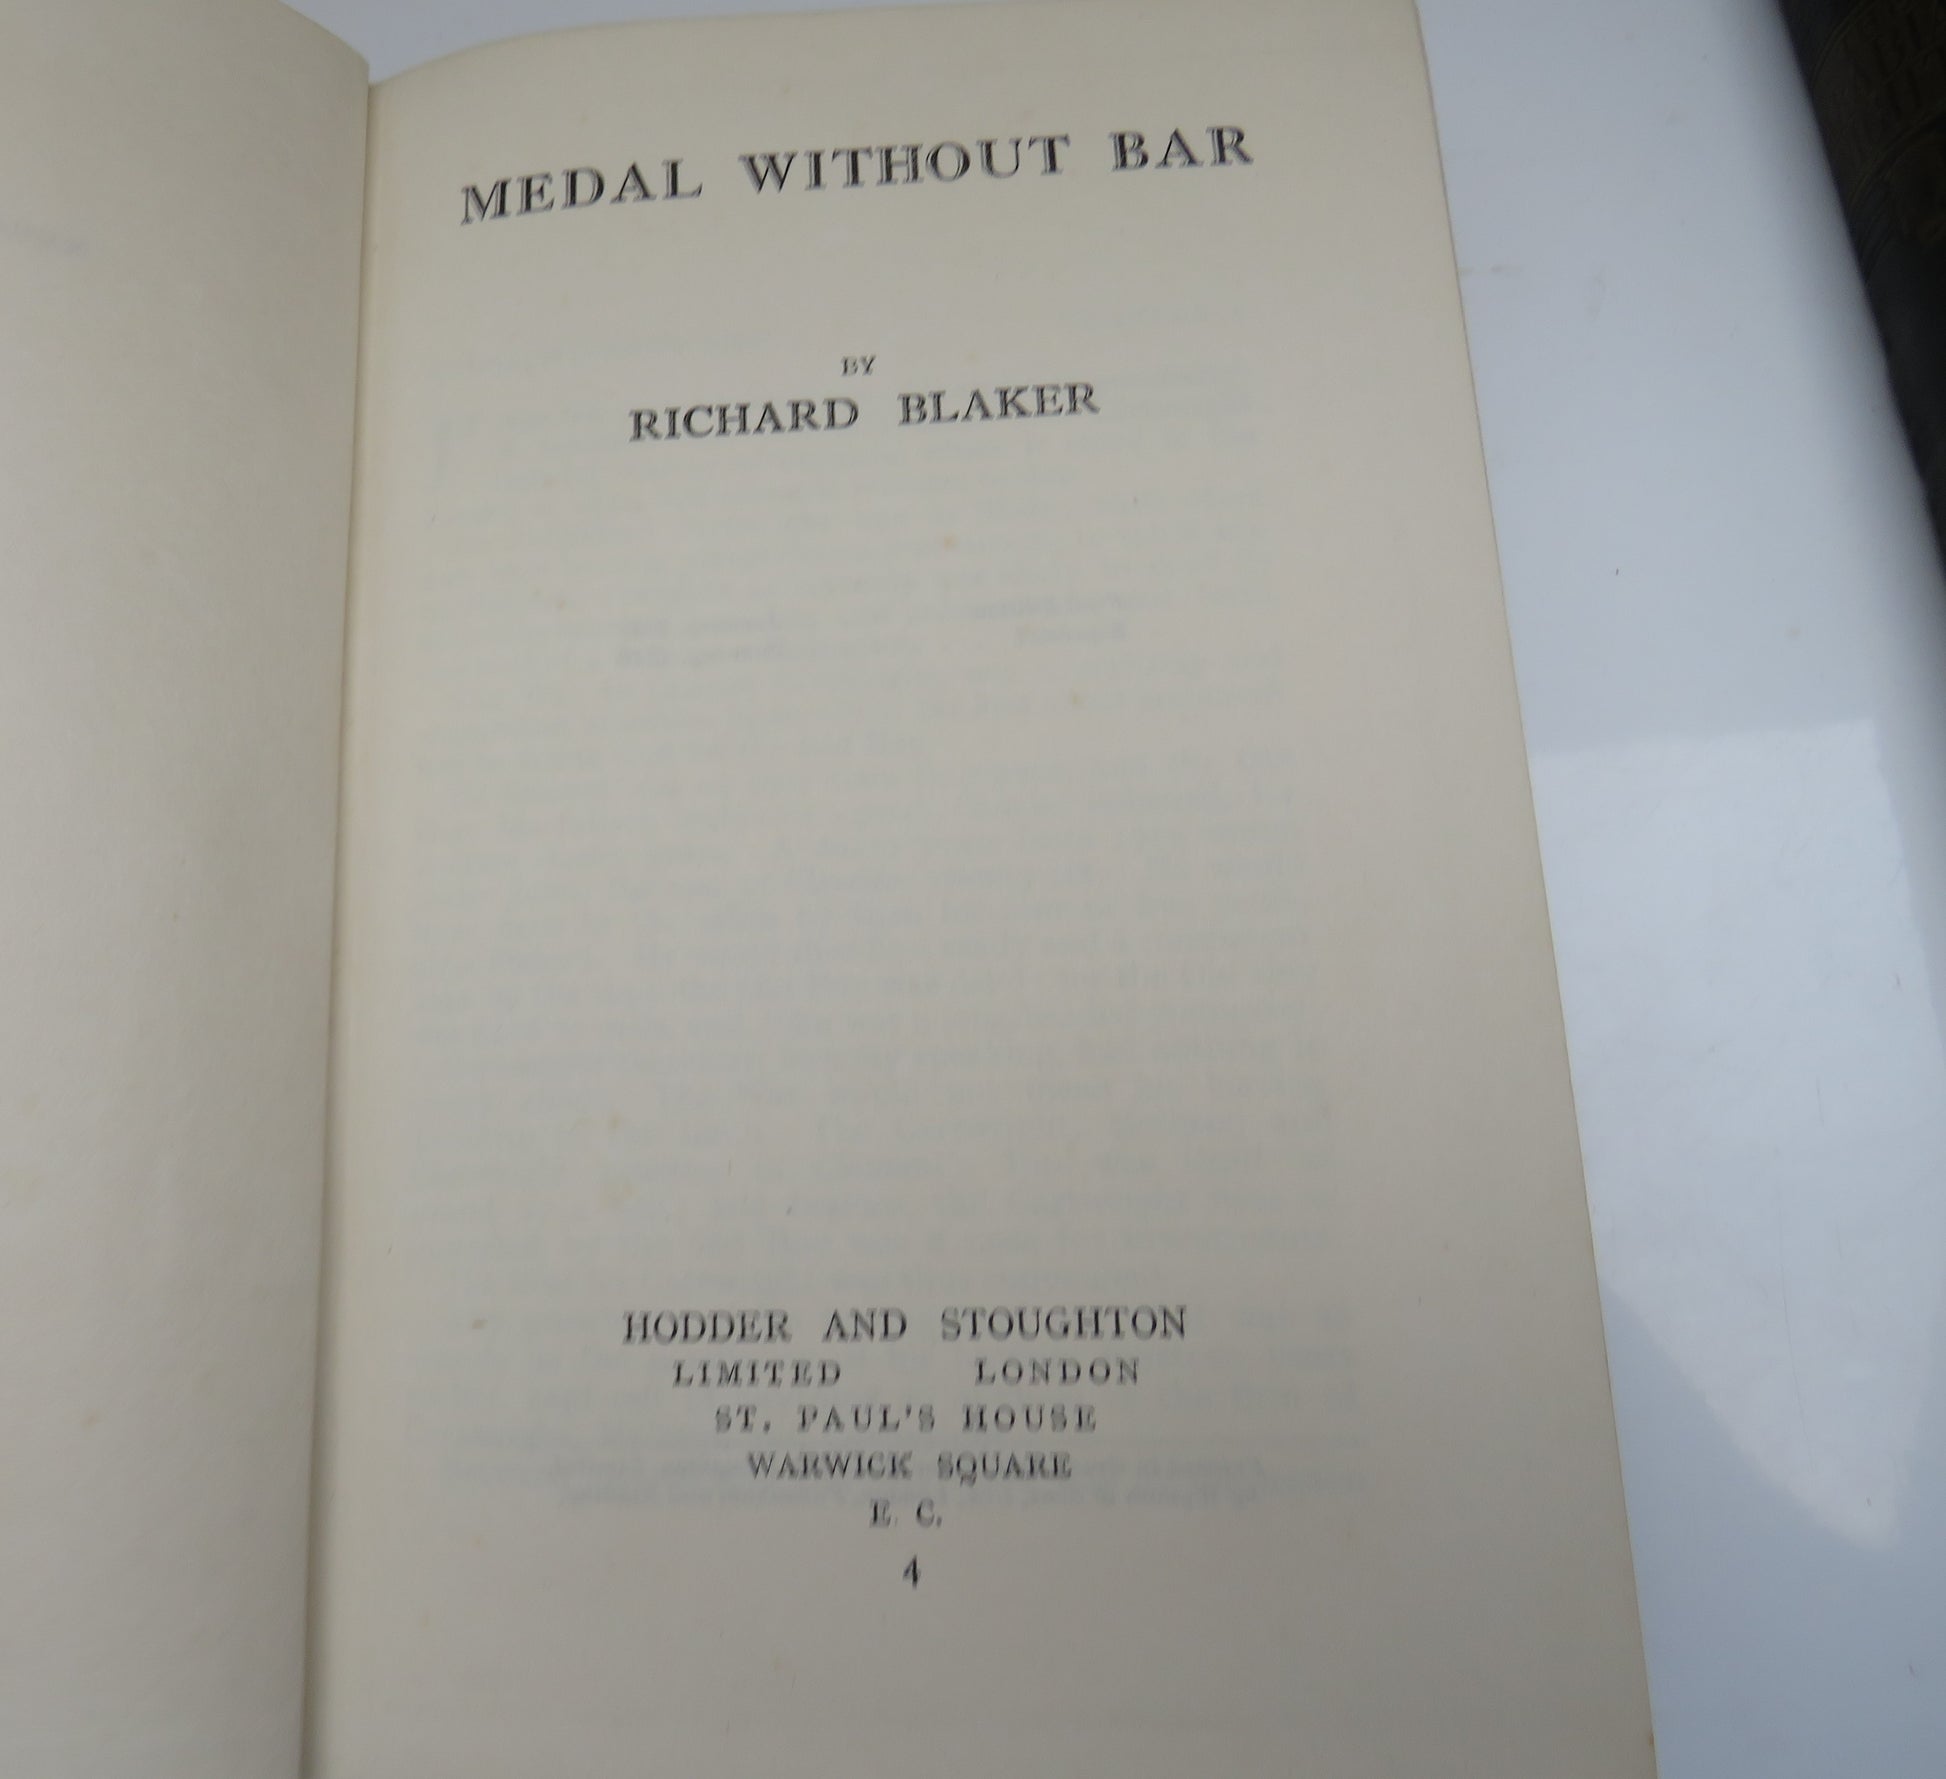 MEDAL WITHOUT BAR
BY
RICHARD BLAKER
HODDER AND STOUGHTON
LIMITED LONDON
ST. PAUL'S HOUSE
WARWICK SQUARE
E. C.
4